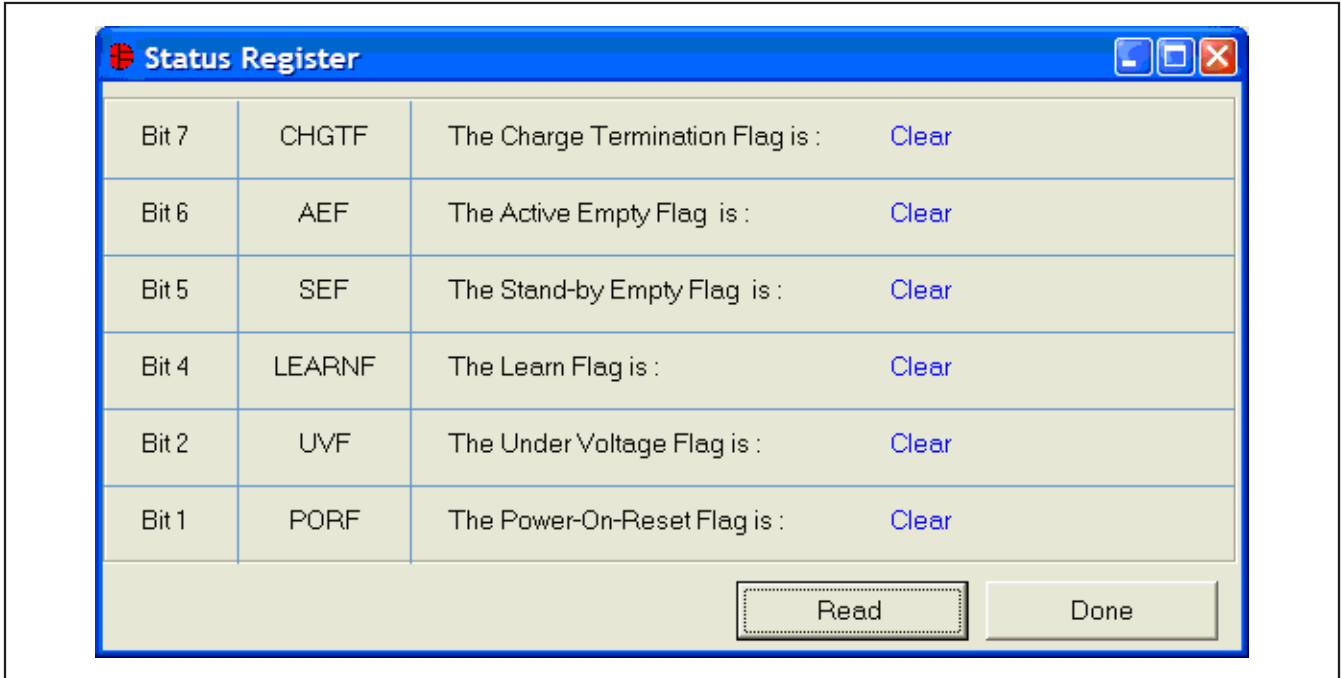 Status Register
Bit 7 CHGTF The Charge Termination Flag is : Clear
Bit 6 AEF The Active Empty Flag is : Clear
Bit 5 SEF The Stand-by Empty Flag is : Clear
Bit 4 LEARNF The Learn Flag is : Clear
Bit 2 UVF The Under Voltage Flag is : Clear
Bit 1 PORF The Power-On-Reset Flag is : Clear
Read Done